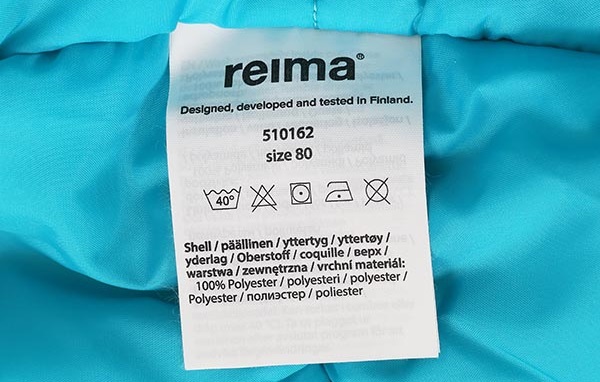 reima®
Designed, developed and tested in Finland.
510162
size 80
40°
Shell / päällinen / yttertyg / yttertøy /
yderlag / Oberstoff / coquille / верх /
warstwa / zewnętrzna / vrchní materiál:
100% Polyester / polyesteri / polyester /
Polyester / полиэстер / poliester